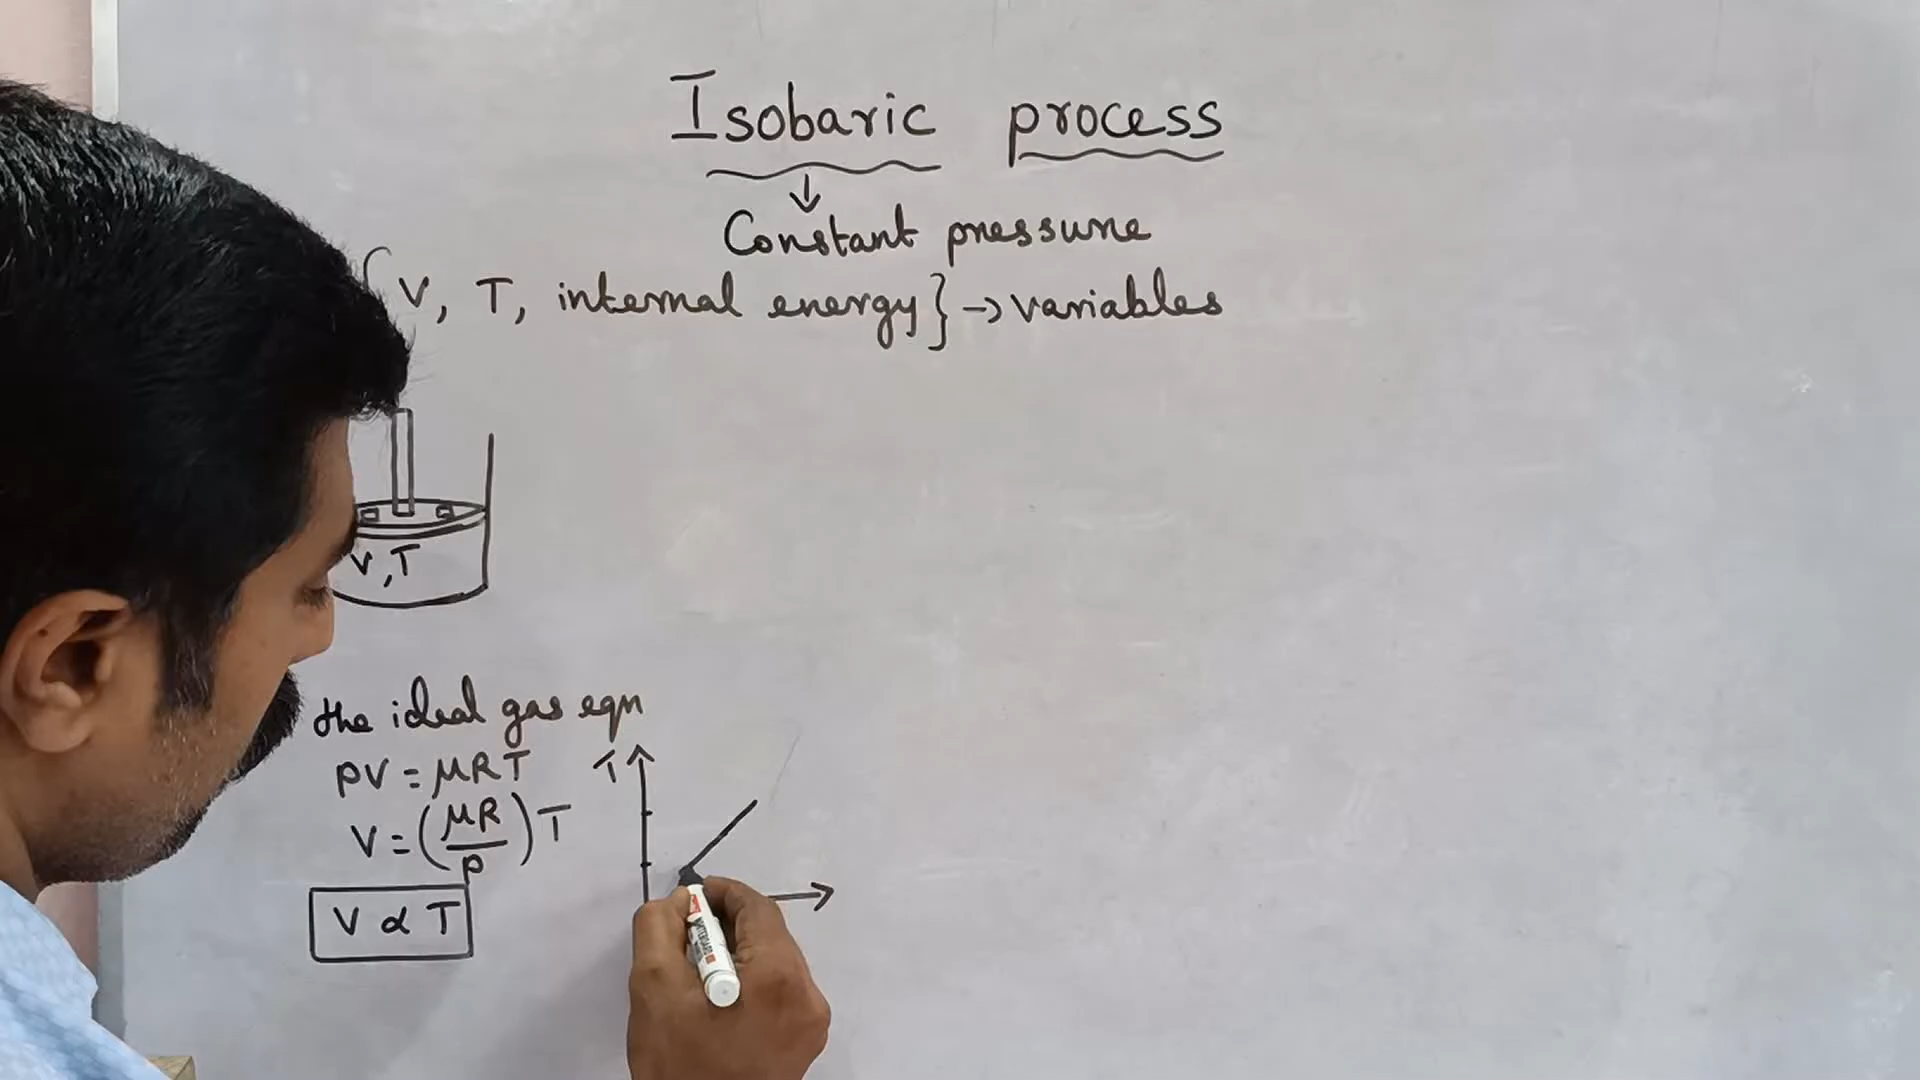 Isobaric process
↓
Constant pressure
{V, T, internal energy} → variables
V, T
the ideal gas eqn
PV = μRT
V = (μR/P) T
V ∝ T
T